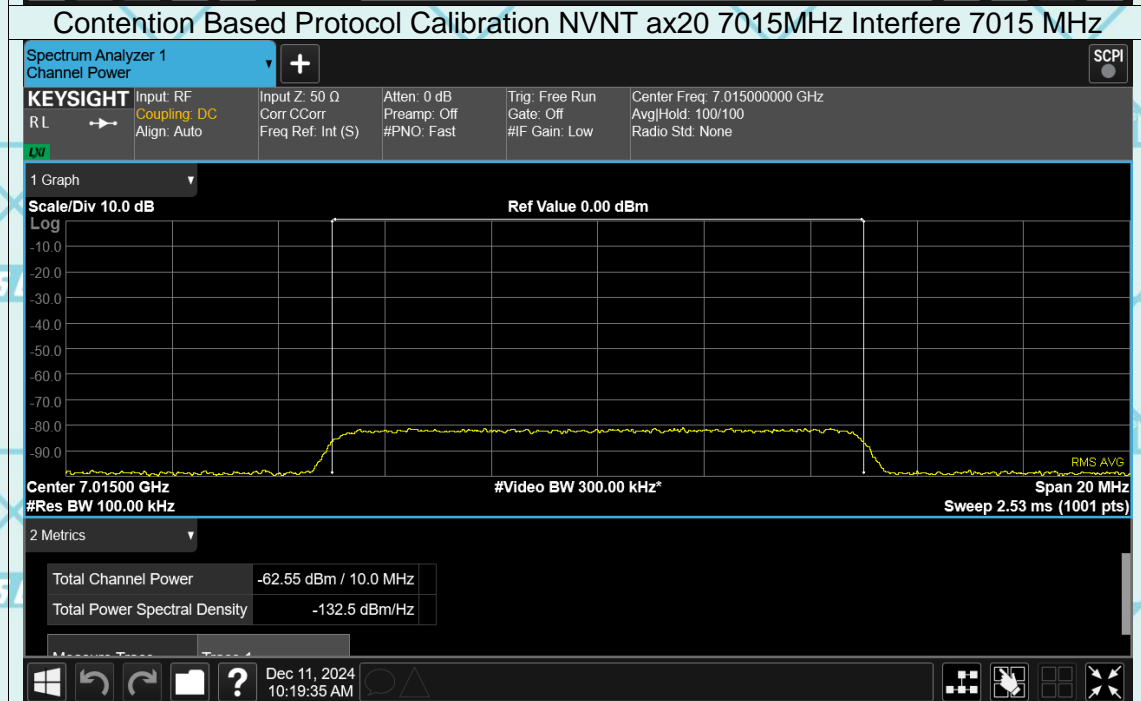 Contention Based Protocol Calibration NVNT ax20 7015MHz Interfere 7015 MHz
Spectrum Analyzer 1
Channel Power
+
SCPI
KEYSIGHT
RL
LXI
Input: RF
Coupling: DC
Align: Auto
Input Z: 50 Ω
Corr CCorr
Freq Ref: Int (S)
Atten: 0 dB
Preamp: Off
#PNO: Fast
Trig: Free Run
Gate: Off
#IF Gain: Low
Center Freq: 7.015000000 GHz
Avg|Hold: 100/100
Radio Std: None
1 Graph
Scale/Div 10.0 dB
Ref Value 0.00 dBm
Log
-10.0
-20.0
-30.0
-40.0
-50.0
-60.0
-70.0
-80.0
-90.0
RMS AVG
Center 7.01500 GHz
#Video BW 300.00 kHz*
Span 20 MHz
#Res BW 100.00 kHz
Sweep 2.53 ms (1001 pts)
2 Metrics
Total Channel Power -62.55 dBm / 10.0 MHz
Total Power Spectral Density -132.5 dBm/Hz
Measure Trace Trace 1
?
Dec 11, 2024
10:19:35 AM